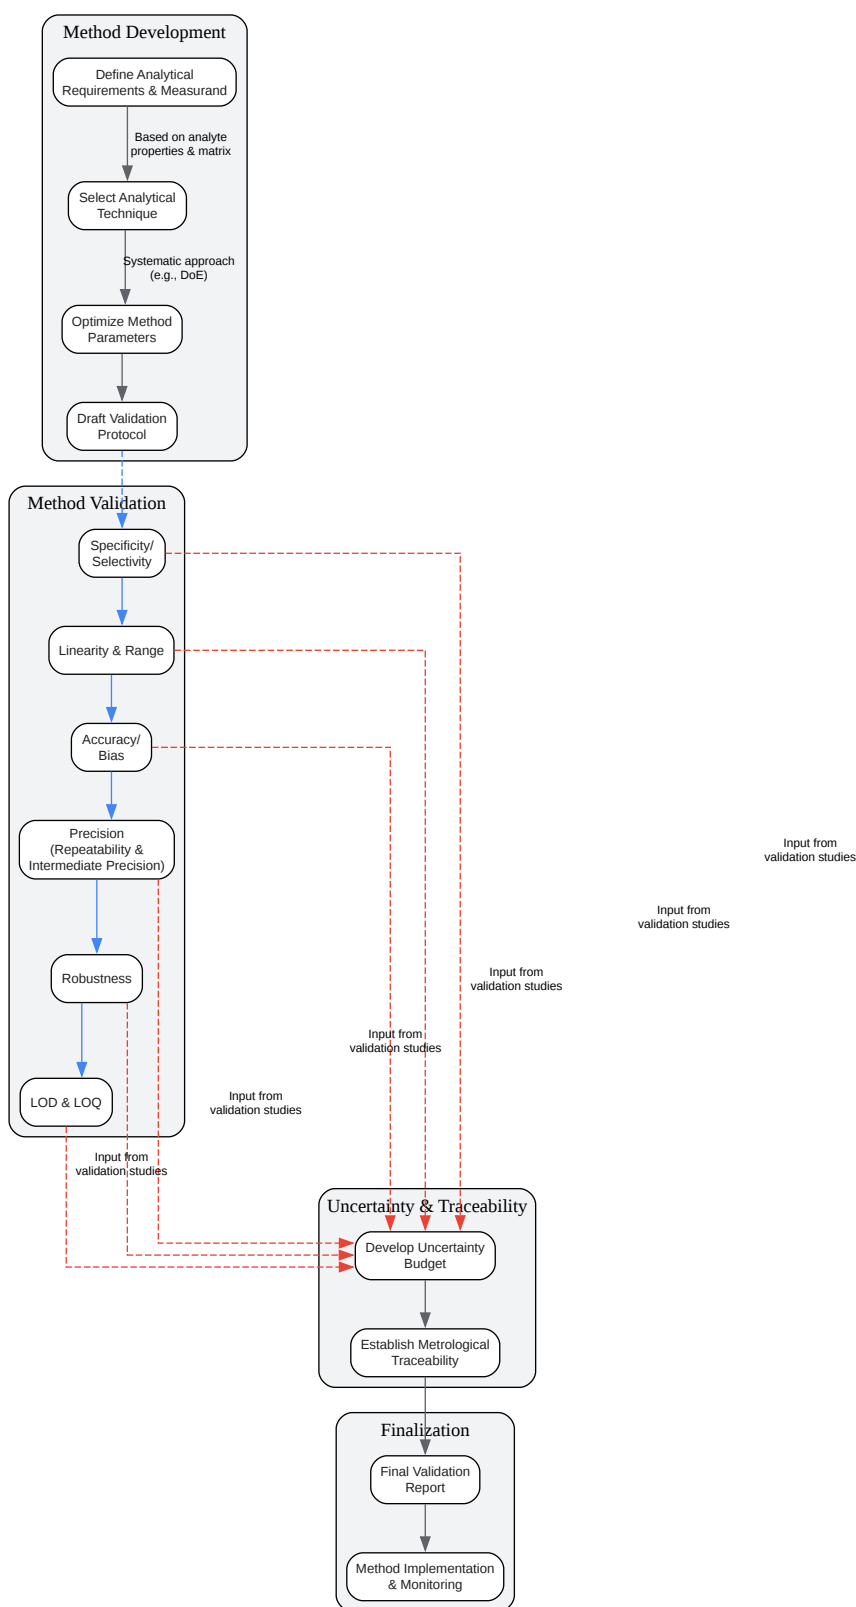 Method Development
Define Analytical
Requirements & Measurand
Based on analyte
properties & matrix
Select Analytical
Technique
Systematic approach
(e.g., DoE)
Optimize Method
Parameters
Draft Validation
Protocol
Method Validation
Specificity/
Selectivity
Linearity & Range
Accuracy/
Bias
Precision
(Repeatability &
Intermediate Precision)
Input from
validation studies
Input from
validation studies
Robustness
Input from
validation studies
Input from
validation studies
LOD & LOQ
Input from
validation studies
Input from
validation studies
Uncertainty & Traceability
Develop Uncertainty
Budget
Establish Metrological
Traceability
Finalization
Final Validation
Report
Method Implementation
& Monitoring